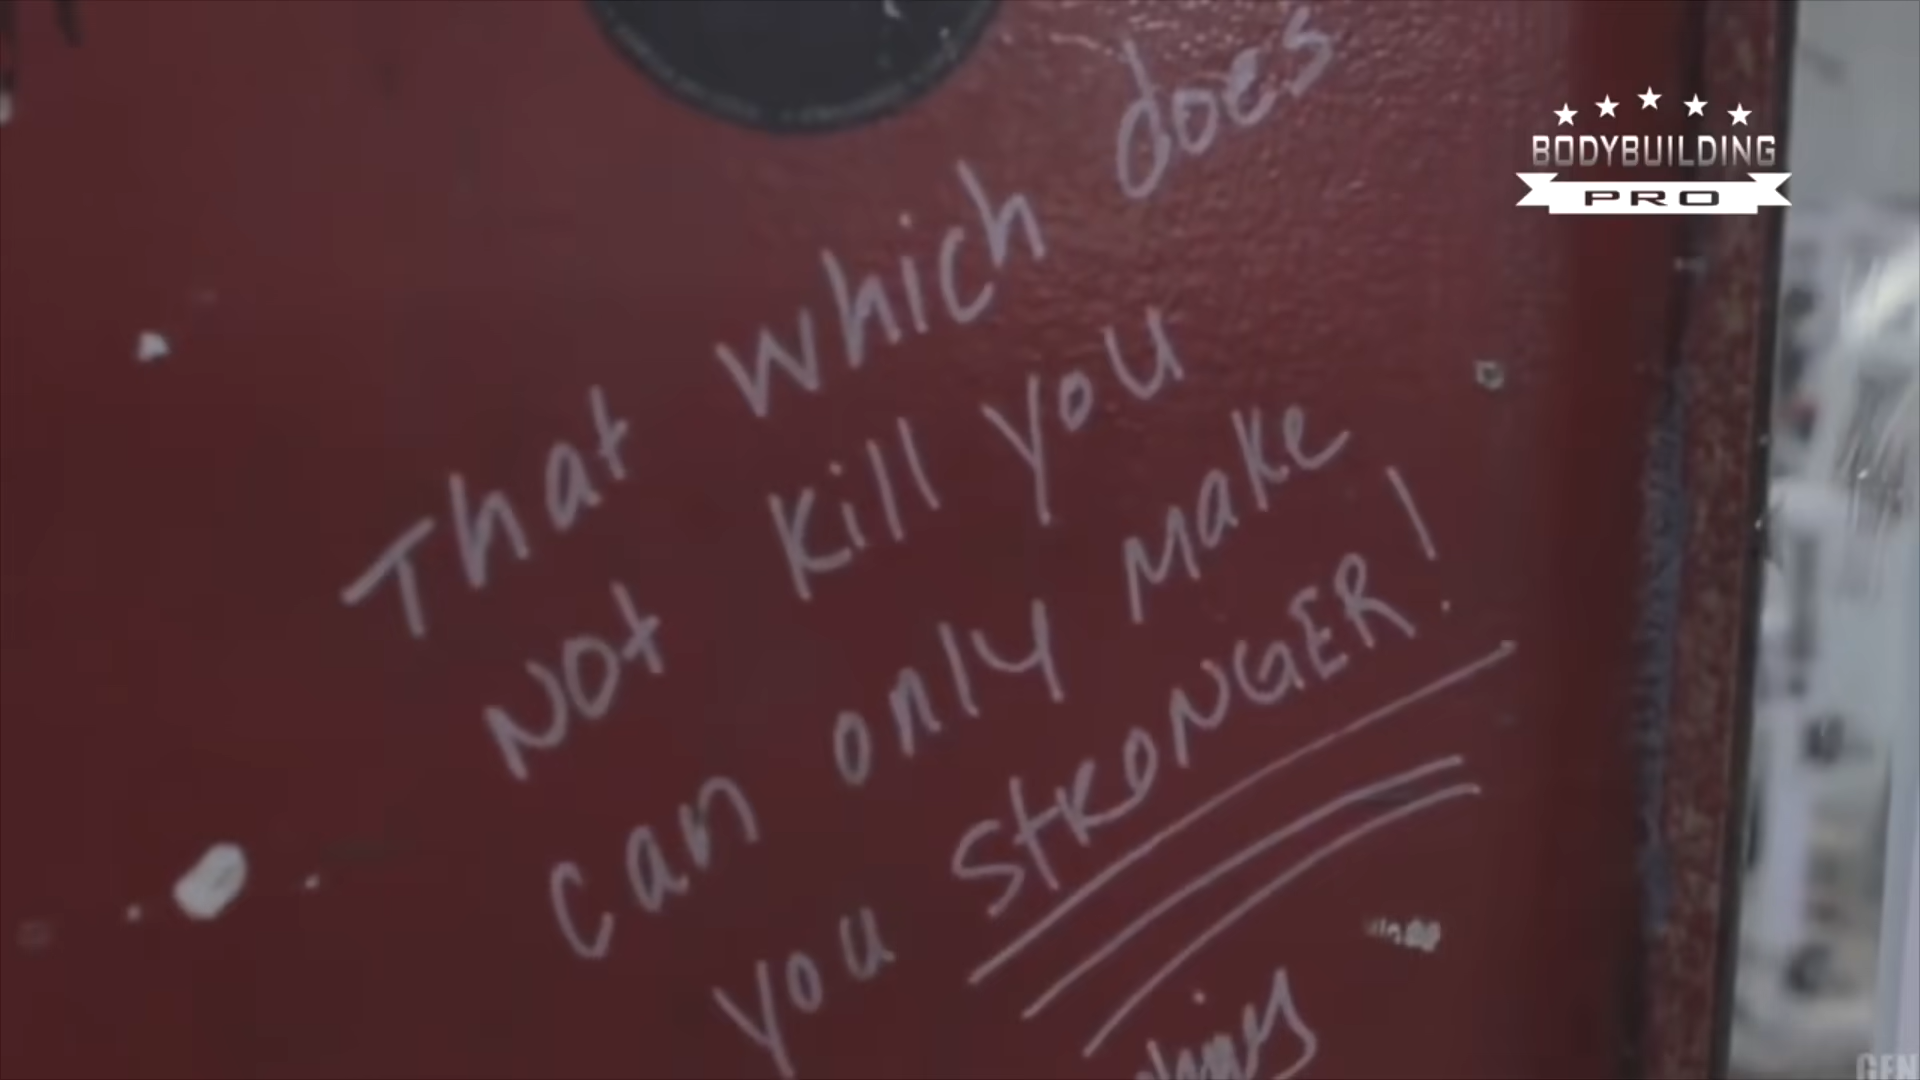 BODYBUILDING
PRO
That which does
Not Kill You
can only Make
you StRONGER!